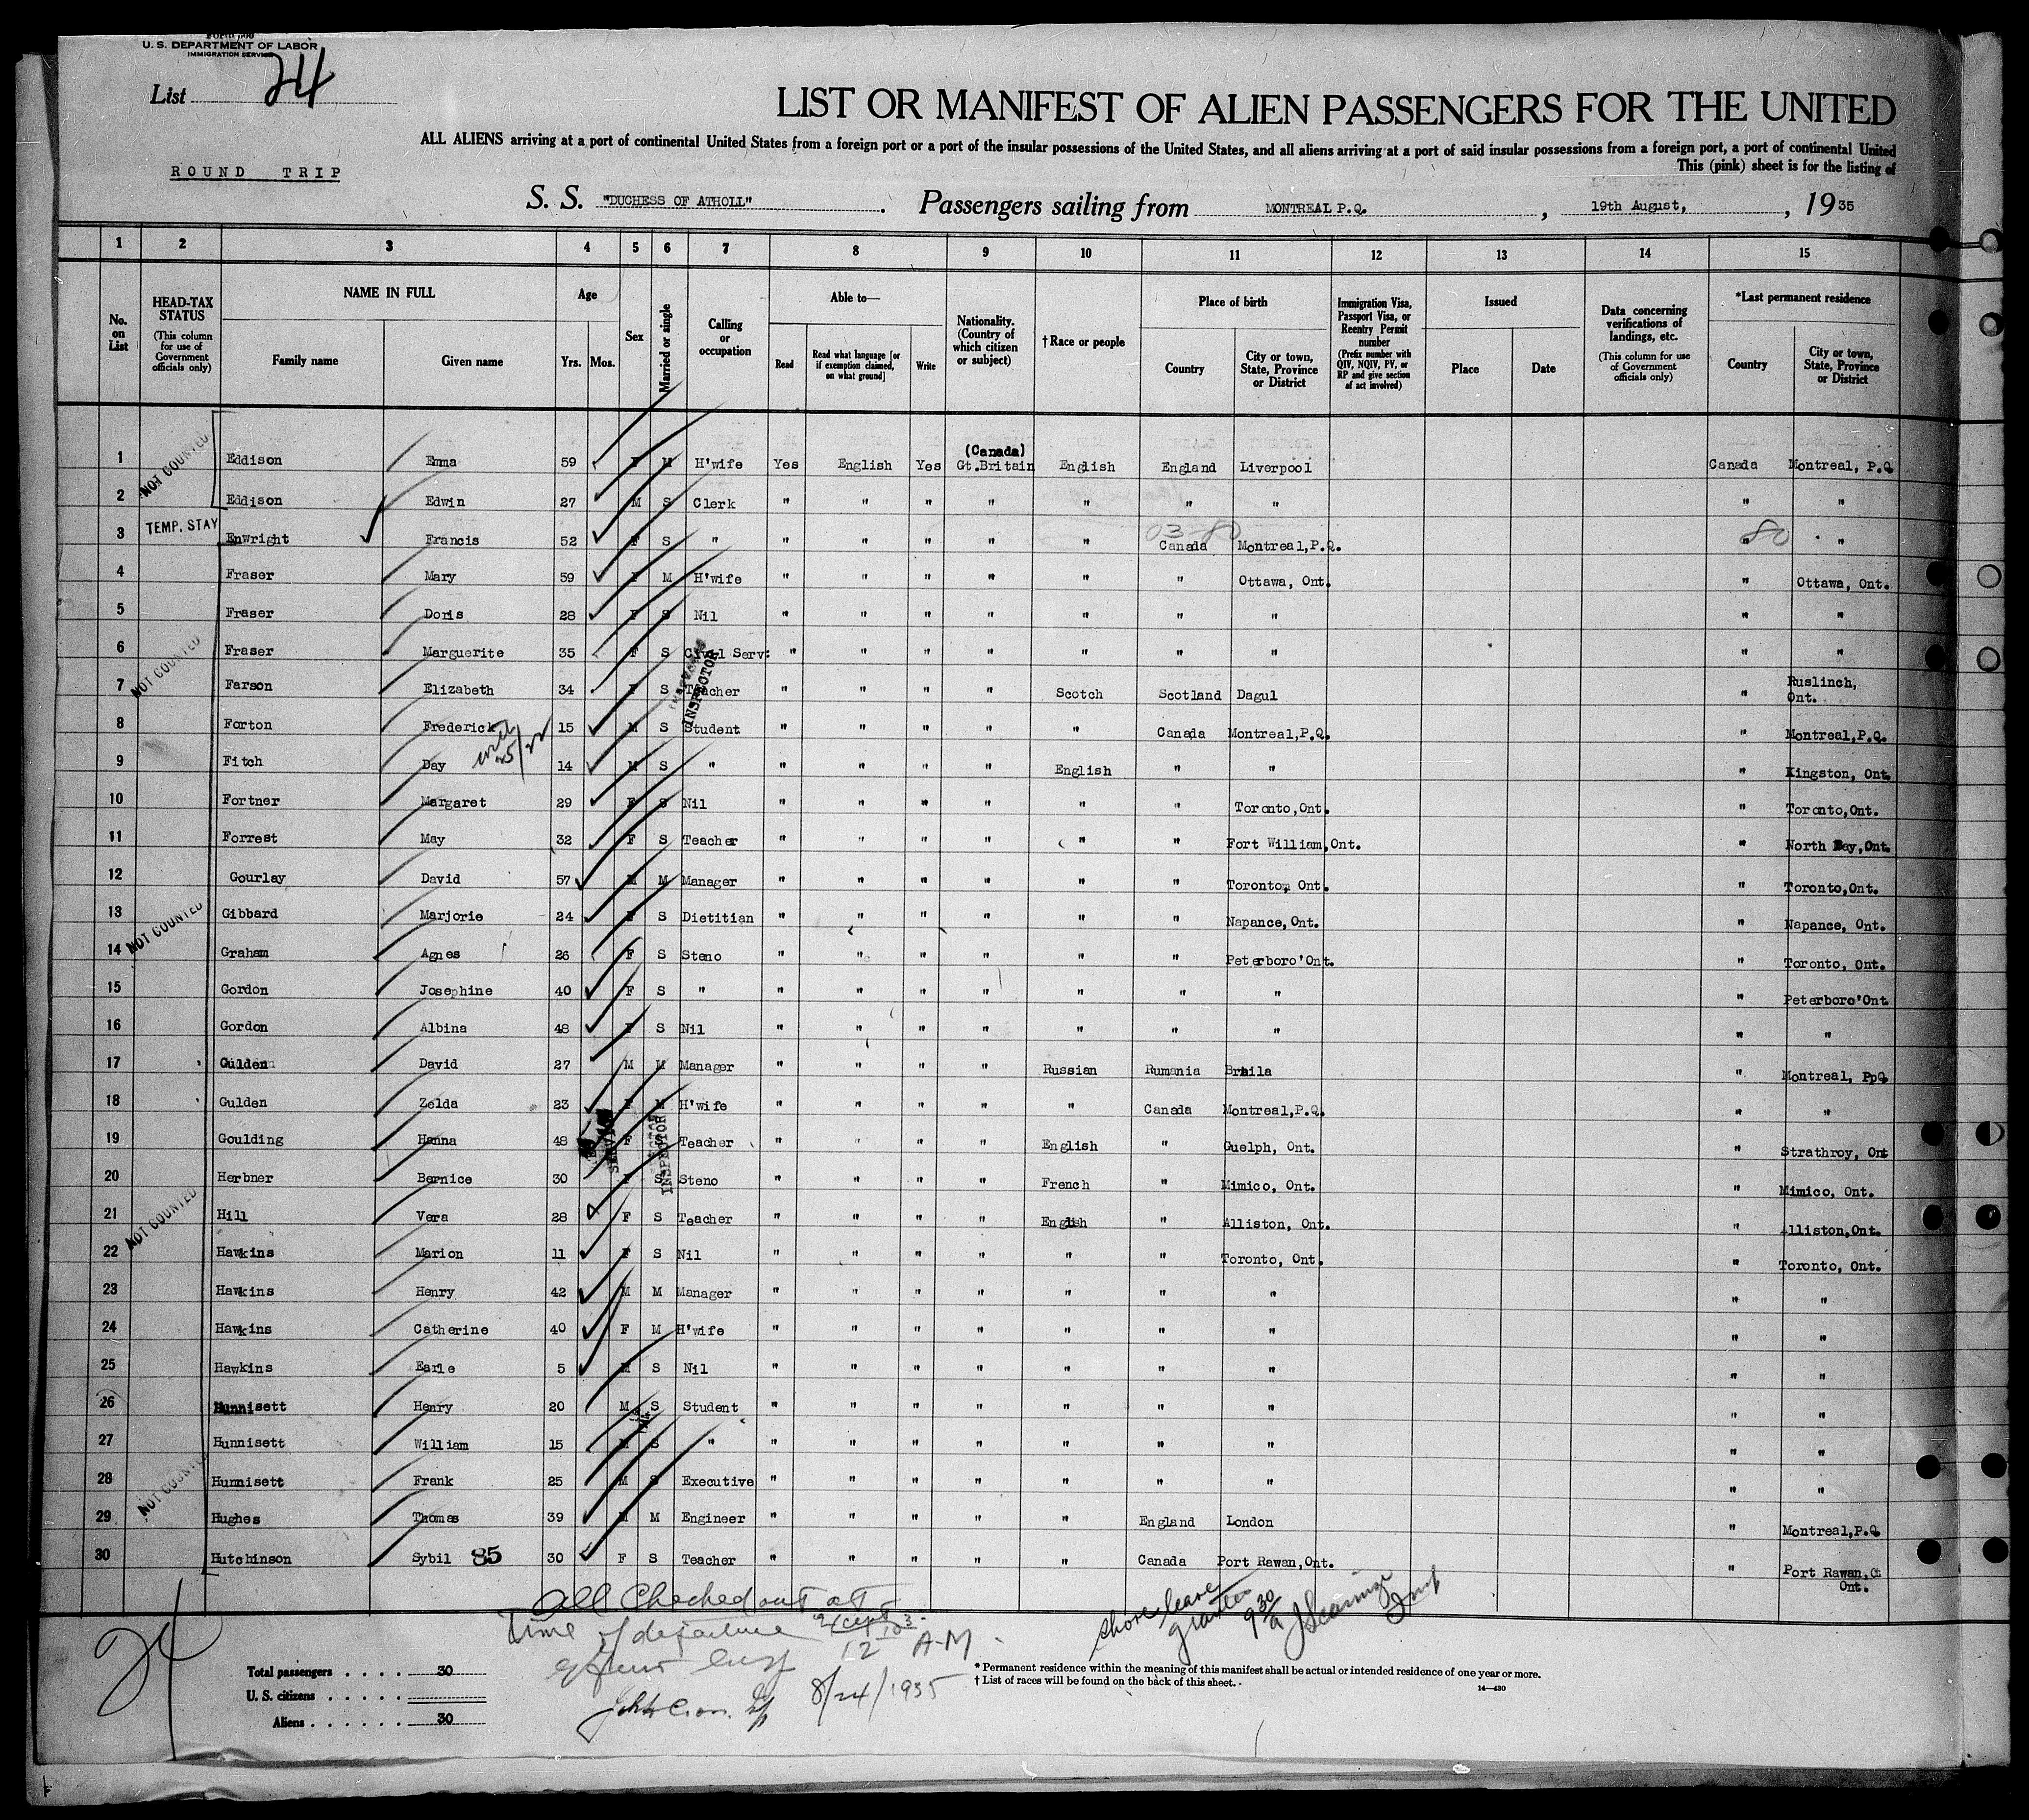 U. S. DEPARTMENT OF LABOR
IMMIGRATION SERVICE
List 24
LIST OR MANIFEST OF ALIEN PASSENGERS FOR THE UNITED
ALL ALIENS arriving at a port of continental United States from a foreign port or a port of the insular possessions of the United States, and all aliens arriving at a port of said insular possessions from a foreign port, a port of continental United
This (pink) sheet is for the listing of
ROUND TRIP
S. S. "DUCHESS OF ATHOLL". Passengers sailing from MONTREAL P.Q., 19th August, , 1935
1 2 3 4 5 6 7 8 9 10 11 12 13 14 15
No. on List
HEAD-TAX STATUS (This column for use of Government officials only)
NAME IN FULL Family name Given name
Age Yrs. Mos.
Sex
Married or single
Calling or occupation
Able to— Read Read what language [or if exemption claimed, on what ground] Write
Nationality. (Country of which citizen or subject)
†Race or people
Place of birth Country City or town, State, Province or District
Immigration Visa, Passport Visa, or Reentry Permit number (Prefix number with QIV, NQIV, PV, or RP and give section of act involved)
Issued Place Date
Data concerning verifications of landings, etc. (This column for use of Government officials only)
*Last permanent residence Country City or town, State, Province or District
NOT COUNTED
1 Eddison Emma 59 F M H'wife Yes English Yes (Canada) Gt.Britain English England Liverpool Canada Montreal, P.Q.
2 Eddison Edwin 27 M S Clerk " " " " " " " " "
TEMP. STAY
03-80 80
3 Enwright Francis 52 F S " " " " " " Canada Montreal,P.Q. " "
4 Fraser Mary 59 F M H'wife " " " " " " Ottawa, Ont. " Ottawa, Ont.
5 Fraser Doris 28 F S Nil " " " " " " " " "
6 Fraser Marguerite 35 F S Civil Serv. " " " " " " " " "
NOT COUNTED
7 Farson Elizabeth 34 F S Teacher " " " " Scotch Scotland Dagul " Ruslinch, Ont.
INSPECTOR
8 Forton Frederick 15 M S Student " " " " " Canada Montreal,P.Q. " Montreal,P.Q.
9 Fitch Day 14 M S " " " " " English " " " Kingston, Ont.
10 Fortner Margaret 29 F S Nil " " " " " " Toronto,Ont. " Toronto,Ont.
11 Forrest May 32 F S Teacher " " " " " " Fort William,Ont. " North Bay,Ont.
12 Gourlay David 57 M M Manager " " " " " " Toronto, Ont. " Toronto,Ont.
13 Gibbard Marjorie 24 F S Dietitian " " " " " " Napance, Ont. " Napance, Ont.
NOT COUNTED
14 Graham Agnes 26 F S Steno " " " " " " Peterboro'Ont. " Toronto, Ont.
15 Gordon Josephine 40 F S " " " " " " " " " Peterboro'Ont
16 Gordon Albina 48 F S Nil " " " " " " " " "
17 Gulden David 27 M M Manager " " " " Russian Rumania Braila " Montreal, PpQ
18 Gulden Zelda 23 F M H'wife " " " " " Canada Montreal,P.Q. " "
19 Goulding Hanna 48 F S Teacher " " " " English " Guelph, Ont. " Strathroy, Ont
INSPECTOR
20 Herbner Bernice 30 F S Steno " " " " French " Mimico, Ont. " Mimico, Ont.
NOT COUNTED
21 Hill Vera 28 F S Teacher " " " " English " Alliston, Ont. " Alliston,Ont.
22 Hawkins Marion 11 F S Nil " " " " " " Toronto, Ont. " Toronto, Ont.
23 Hawkins Henry 42 M M Manager " " " " " " " " "
24 Hawkins Catherine 40 F M H'wife " " " " " " " " "
25 Hawkins Earle 5 M S Nil " " " " " " " " "
26 Hunnisett Henry 20 M S Student " " " " " " " " "
27 Hunnisett William 15 M S " " " " " " " " " "
28 Hunnisett Frank 25 M S Executive " " " " " " " " "
NOT COUNTED
29 Hughes Thomas 39 M M Engineer " " " " " England London " Montreal,P.Q.
30 Hutchinson Sybil 85 30 F S Teacher " " " " " Canada Port Rawan,Ont. " Port Rawan, Ont.
All Checked out at
Time of departure
12 A-M
8/24/1935
shore leave granted 9 30/a
24
Total passengers . . . . 30
U. S. citizens . . . . .
Aliens . . . . . . 30
* Permanent residence within the meaning of this manifest shall be actual or intended residence of one year or more.
† List of races will be found on the back of this sheet.
14—430